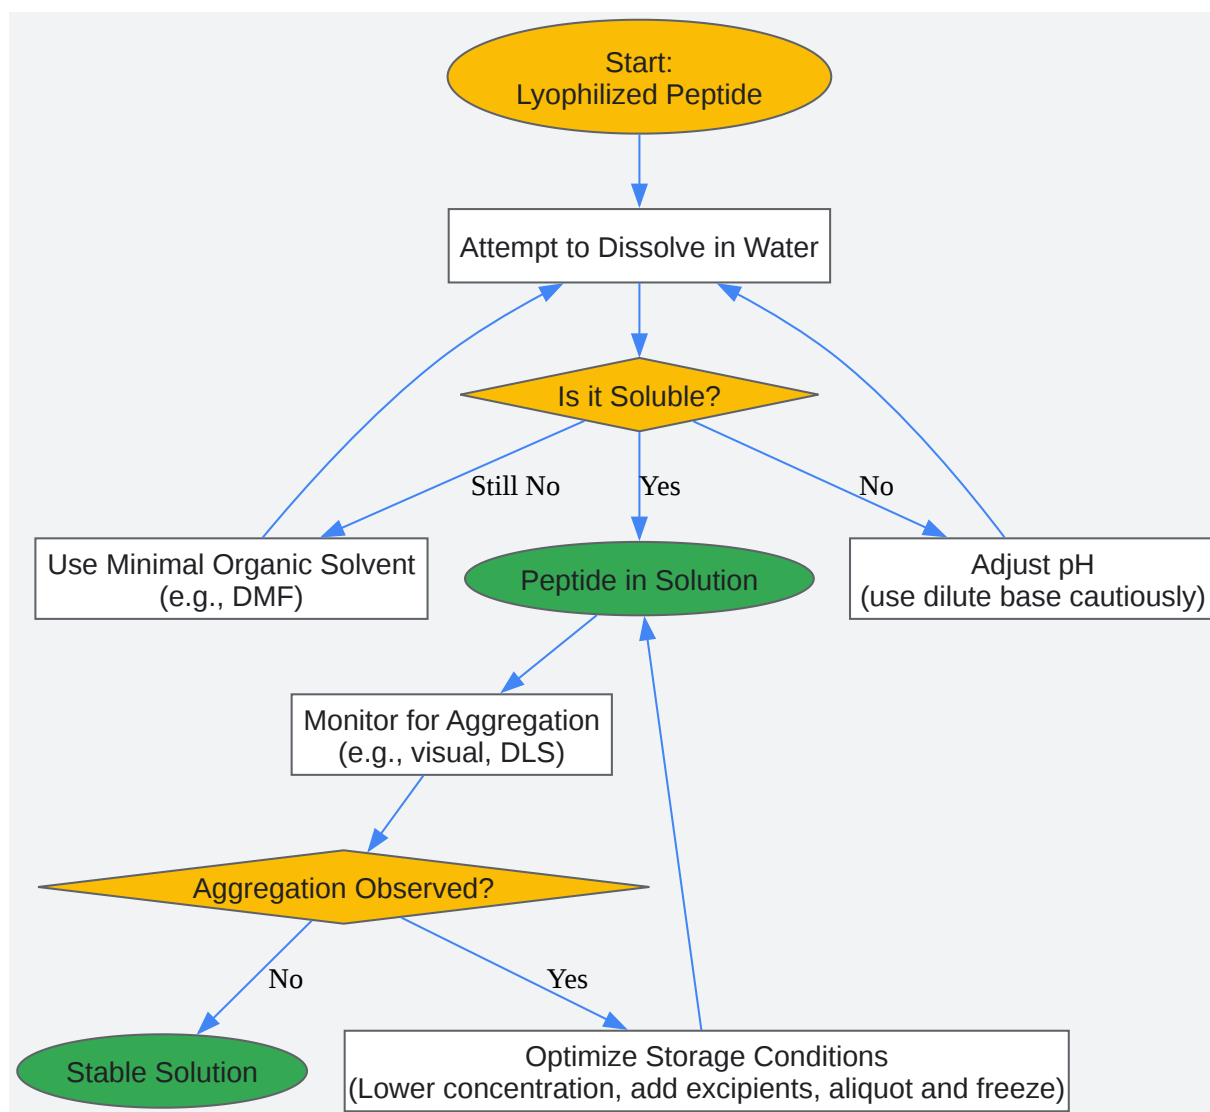 Start:
Lyophilized Peptide
Attempt to Dissolve in Water
Is it Soluble?
Still No
Yes
No
Use Minimal Organic Solvent
(e.g., DMF)
Peptide in Solution
Adjust pH
(use dilute base cautiously)
Monitor for Aggregation
(e.g., visual, DLS)
Aggregation Observed?
No
Yes
Stable Solution
Optimize Storage Conditions
(Lower concentration, add excipients, aliquot and freeze)